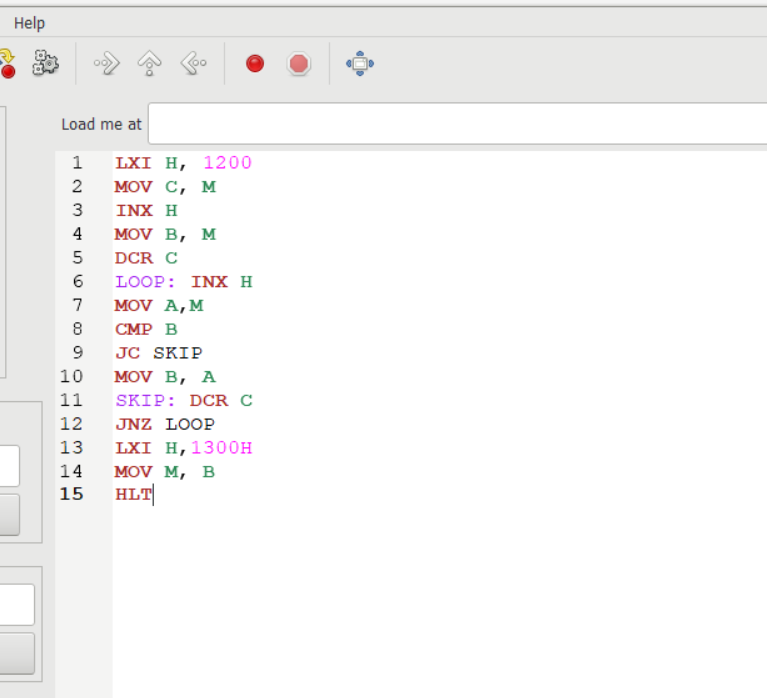 Help
Load me at
1 LXI H, 1200
2 MOV C, M
3 INX H
4 MOV B, M
5 DCR C
6 LOOP: INX H
7 MOV A,M
8 CMP B
9 JC SKIP
10 MOV B, A
11 SKIP: DCR C
12 JNZ LOOP
13 LXI H,1300H
14 MOV M, B
15 HLT